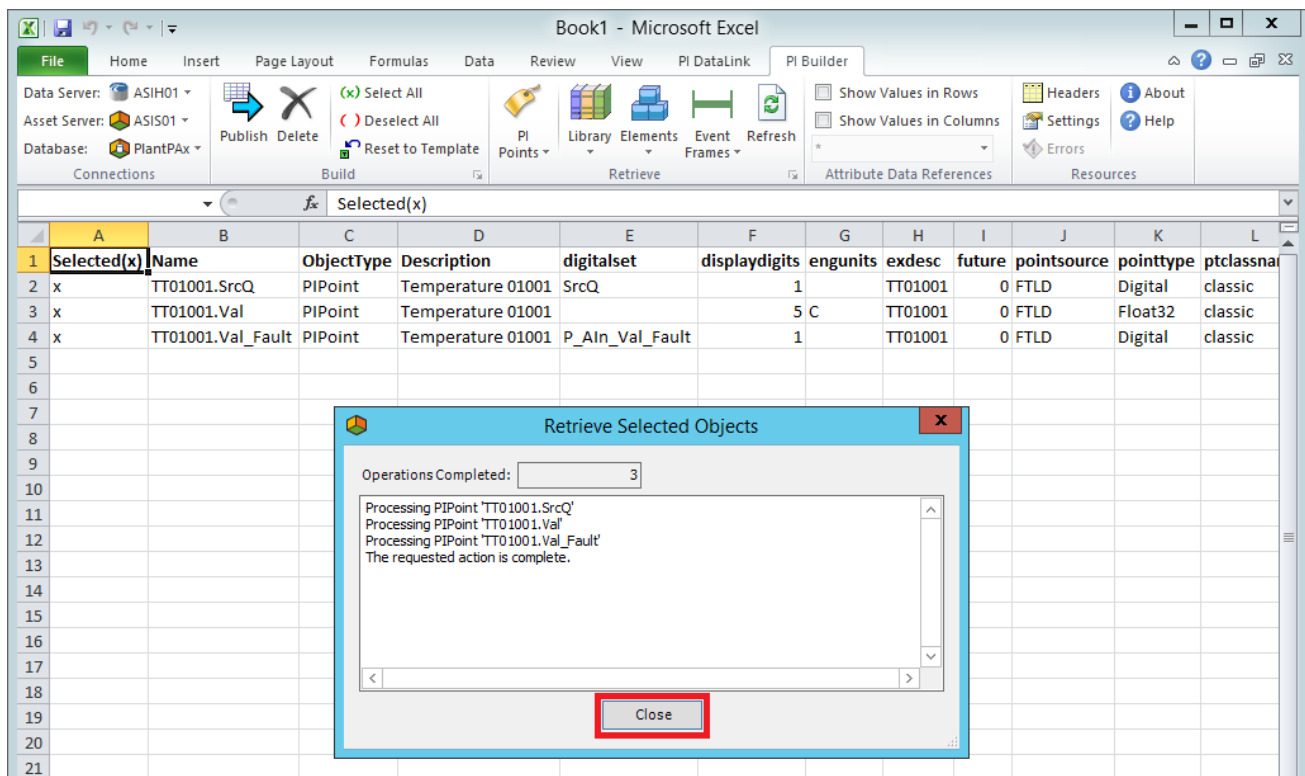 Book1 - Microsoft Excel
File Home Insert Page Layout Formulas Data Review View PI DataLink PI Builder
Data Server: ASIH01
Asset Server: ASIS01
Database: PlantPAx
Connections
Publish Delete
(x) Select All
( ) Deselect All
Reset to Template
Build
PI Points
Library Elements Event Frames Refresh
Retrieve
Show Values in Rows
Show Values in Columns
*
Attribute Data References
Headers About
Settings Help
Errors
Resources
fx Selected(x)
A B C D E F G H I J K L
1 Selected(x) Name ObjectType Description digitalset displaydigits engunits exdesc future pointsource pointtype ptclassnar
2 x TT01001.SrcQ PIPoint Temperature 01001 SrcQ 1 TT01001 0 FTLD Digital classic
3 x TT01001.Val PIPoint Temperature 01001 5 C TT01001 0 FTLD Float32 classic
4 x TT01001.Val_Fault PIPoint Temperature 01001 P_AIn_Val_Fault 1 TT01001 0 FTLD Digital classic
5
6
7
8
9
10
11
12
13
14
15
16
17
18
19
20
21
Retrieve Selected Objects
Operations Completed: 3
Processing PIPoint 'TT01001.SrcQ'
Processing PIPoint 'TT01001.Val'
Processing PIPoint 'TT01001.Val_Fault'
The requested action is complete.
Close